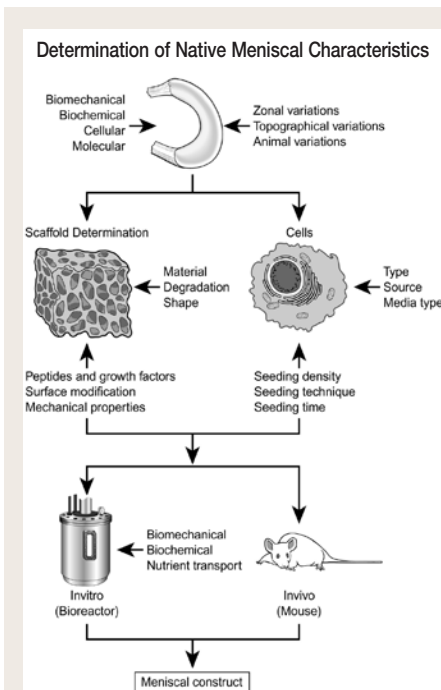 Determination of Native Meniscal Characteristics
Biomechanical
Biochemical
Cellular
Molecular
Zonal variations
Topographical variations
Animal variations
Scaffold Determination
Cells
Material
Degradation
Shape
Type
Source
Media type
Peptides and growth factors
Surface modification
Mechanical properties
Seeding density
Seeding technique
Seeding time
Biomechanical
Biochemical
Nutrient transport
Invitro
(Bioreactor)
Invivo
(Mouse)
Meniscal construct